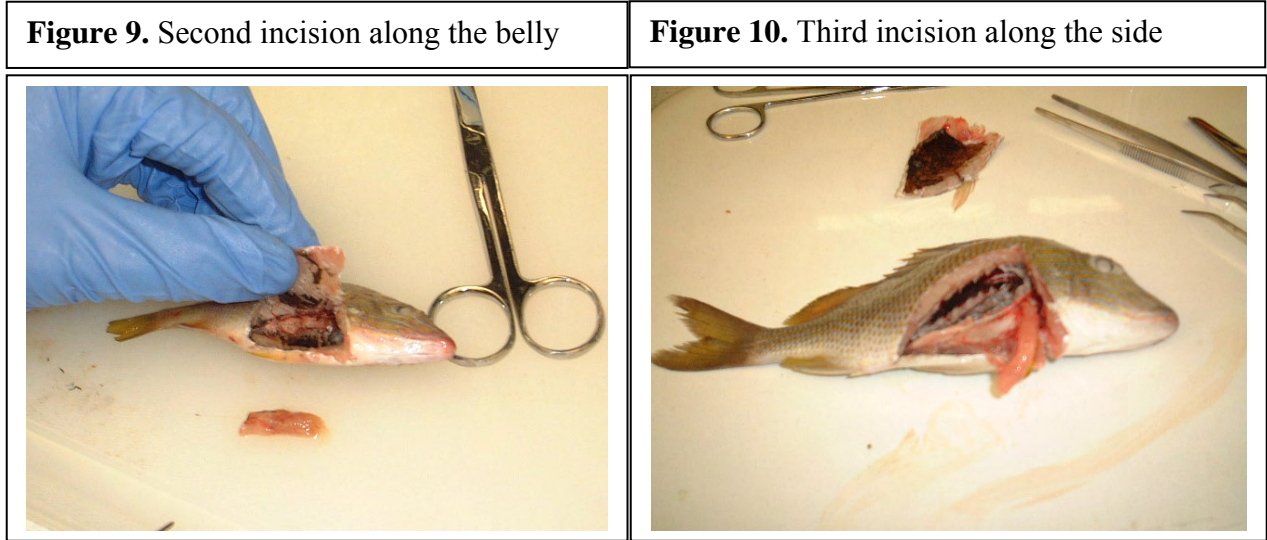 Figure 9. Second incision along the belly
Figure 10. Third incision along the side